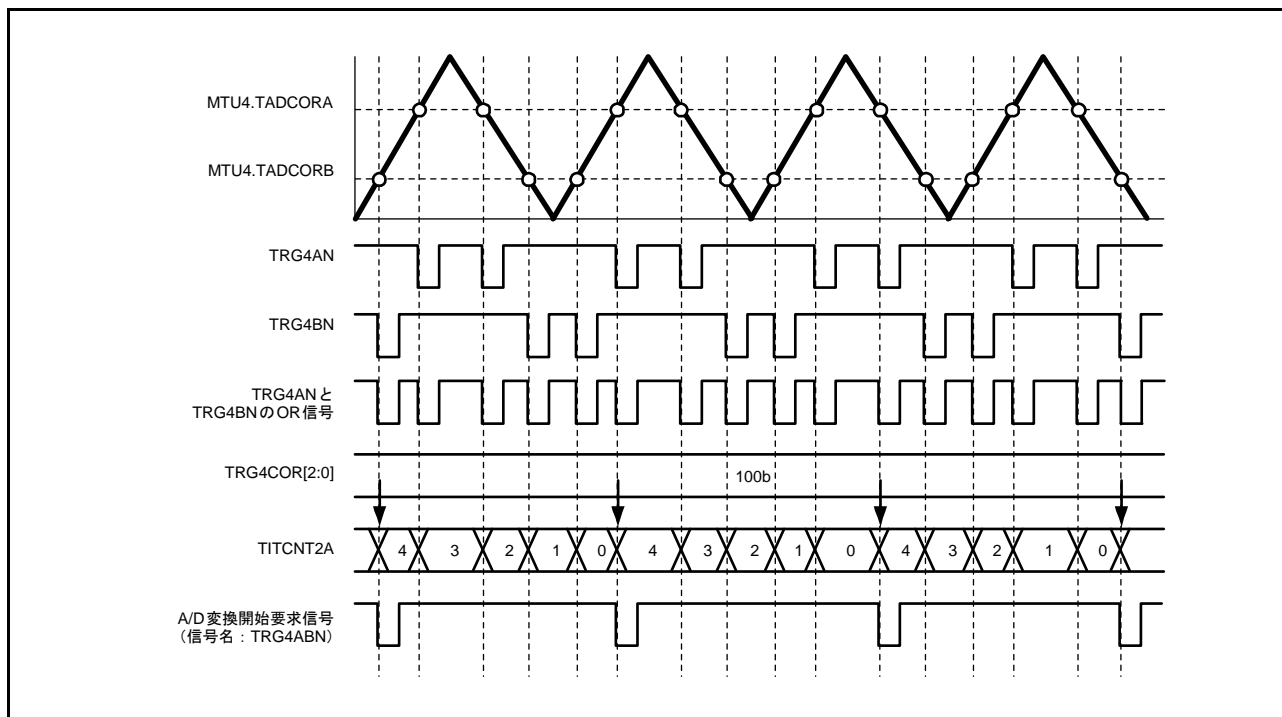 MTU4.TADCORA
MTU4.TADCORB
TRG4AN
TRG4BN
TRG4ANと
TRG4BNのOR信号
TRG4COR[2:0]
100b
TITCNT2A
4 3 2 1 0 4 3 2 1 0 4 3 2 1 0
A/D変換開始要求信号
（信号名：TRG4ABN）